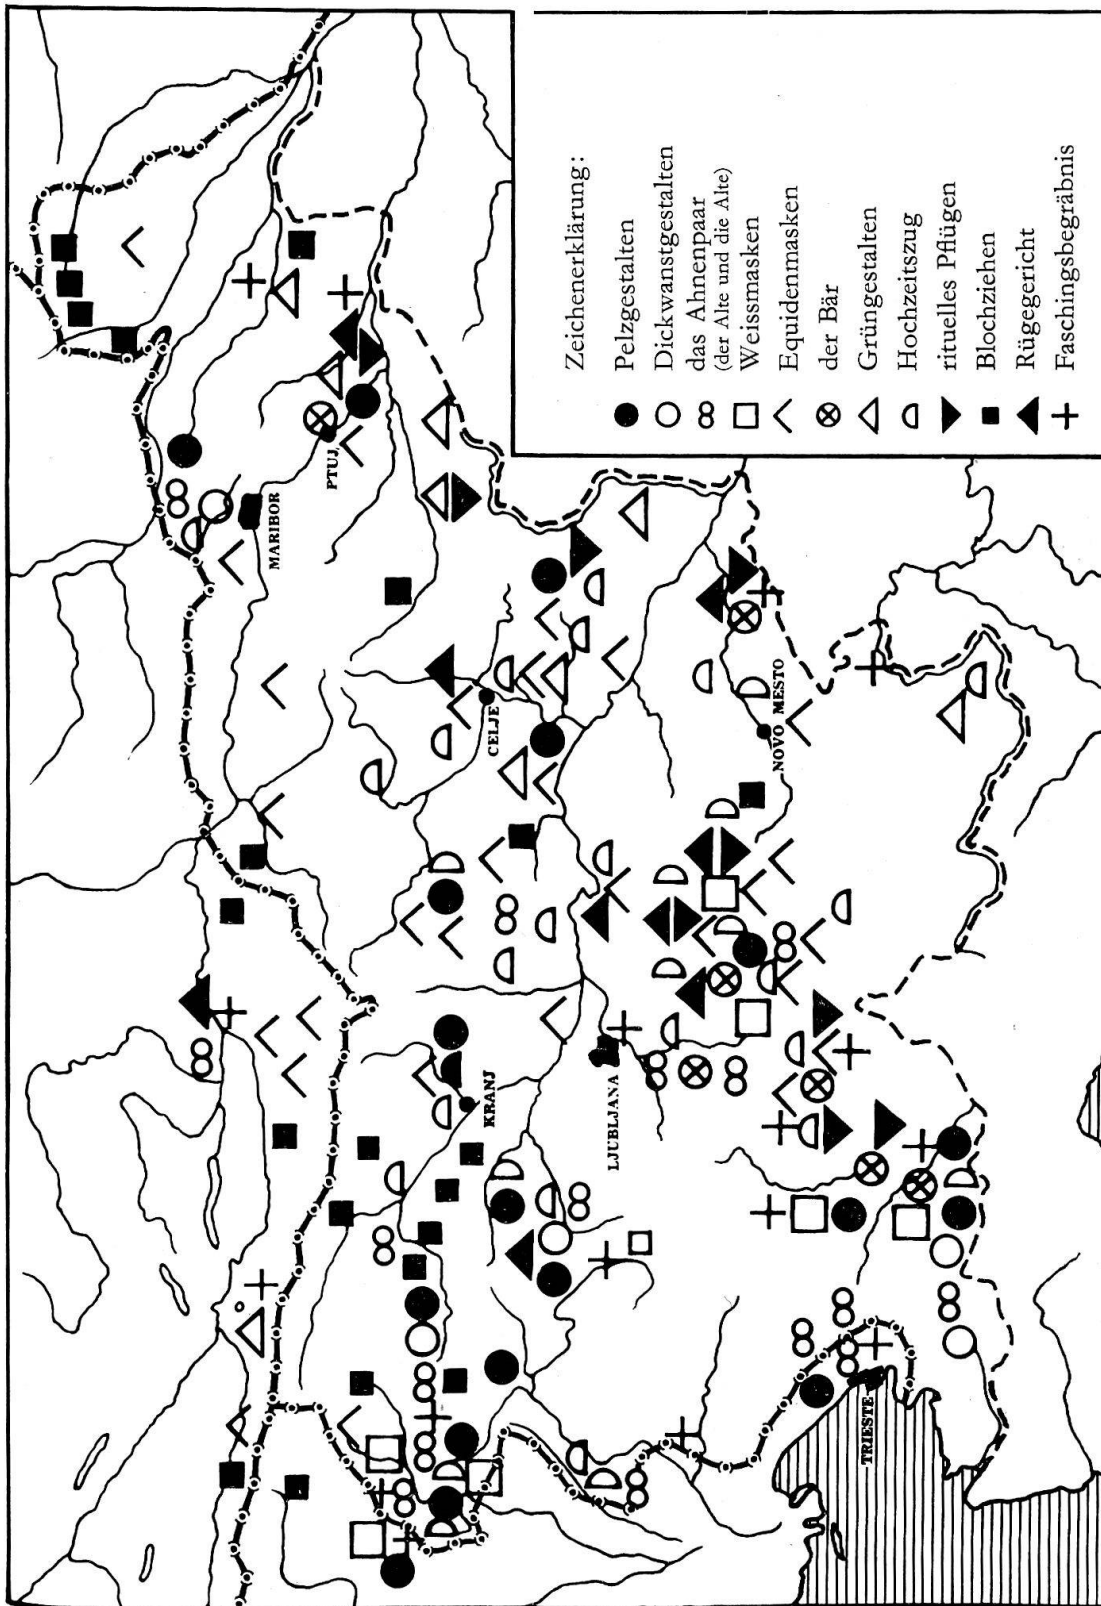 Zeichenerklärung:
Pelzgestalten
Dickwanstgestalten
das Ahnenpaar
(der Alte und die Alte)
Weissmasken
Equidenmasken
der Bär
Grüngestalten
Hochzeitszug
rituelles Pflügen
Blochziehen
Rügegericht
Faschingsbegräbnis
MARIBOR
PTUJ
CELJE
NOVO MESTO
KRANJ
LJUBLJANA
TRIESTE